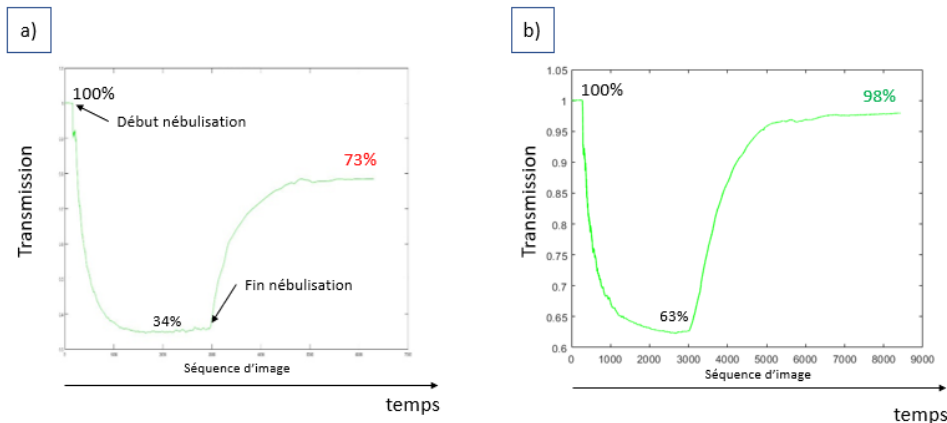 a)
100%
Début nébulisation
73%
Transmission
Fin nébulisation
34%
Séquence d'image
temps
b)
1.05
100%
98%
1
0.95
0.9
0.85
Transmission
0.8
0.75
0.7
0.65
63%
0.6
0 1000 2000 3000 4000 5000 6000 7000 8000 9000
Séquence d'image
temps